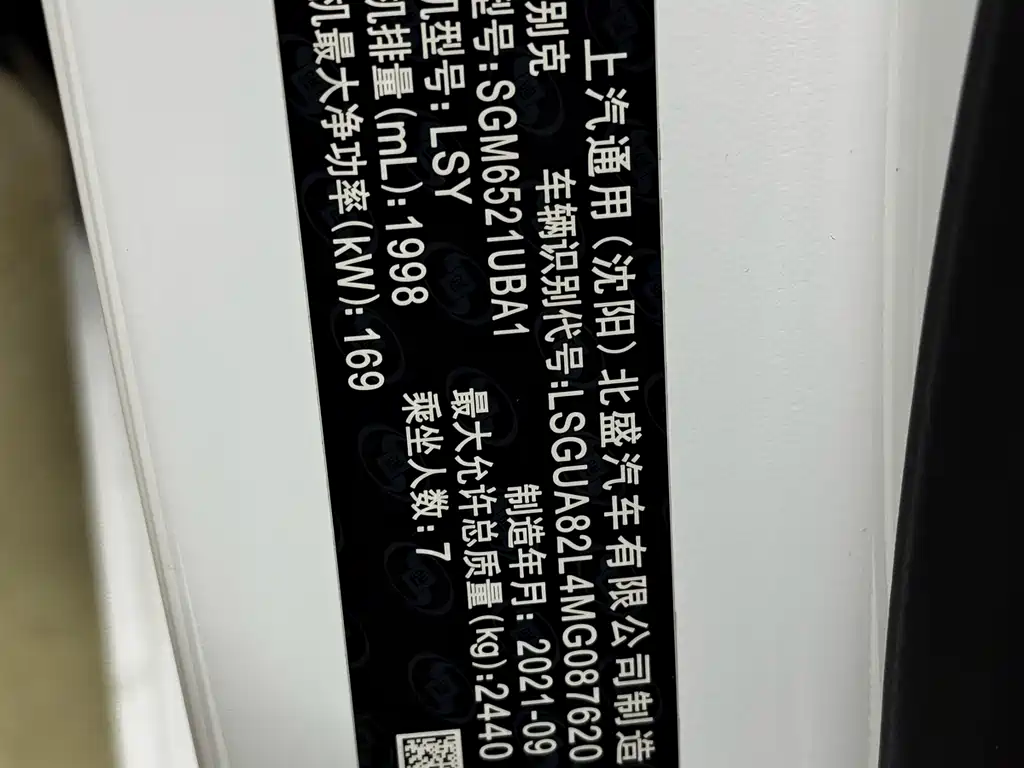 上汽通用(沈阳)北盛汽车有限公司制造
别克 车辆识别代号:LSGUA82L4MG087620
型号:SGM6521UBA1 制造年月:2021-09
机型号:LSY 最大允许总质量(kg):2440
机排量(mL):1998 乘坐人数:7
机最大净功率(kW):169